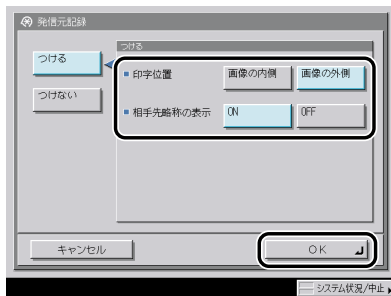 発信元記録
つける
つける
つけない
印字位置
画像の内側
画像の外側
相手先略称の表示
ON
OFF
キャンセル
OK
システム状況/中止